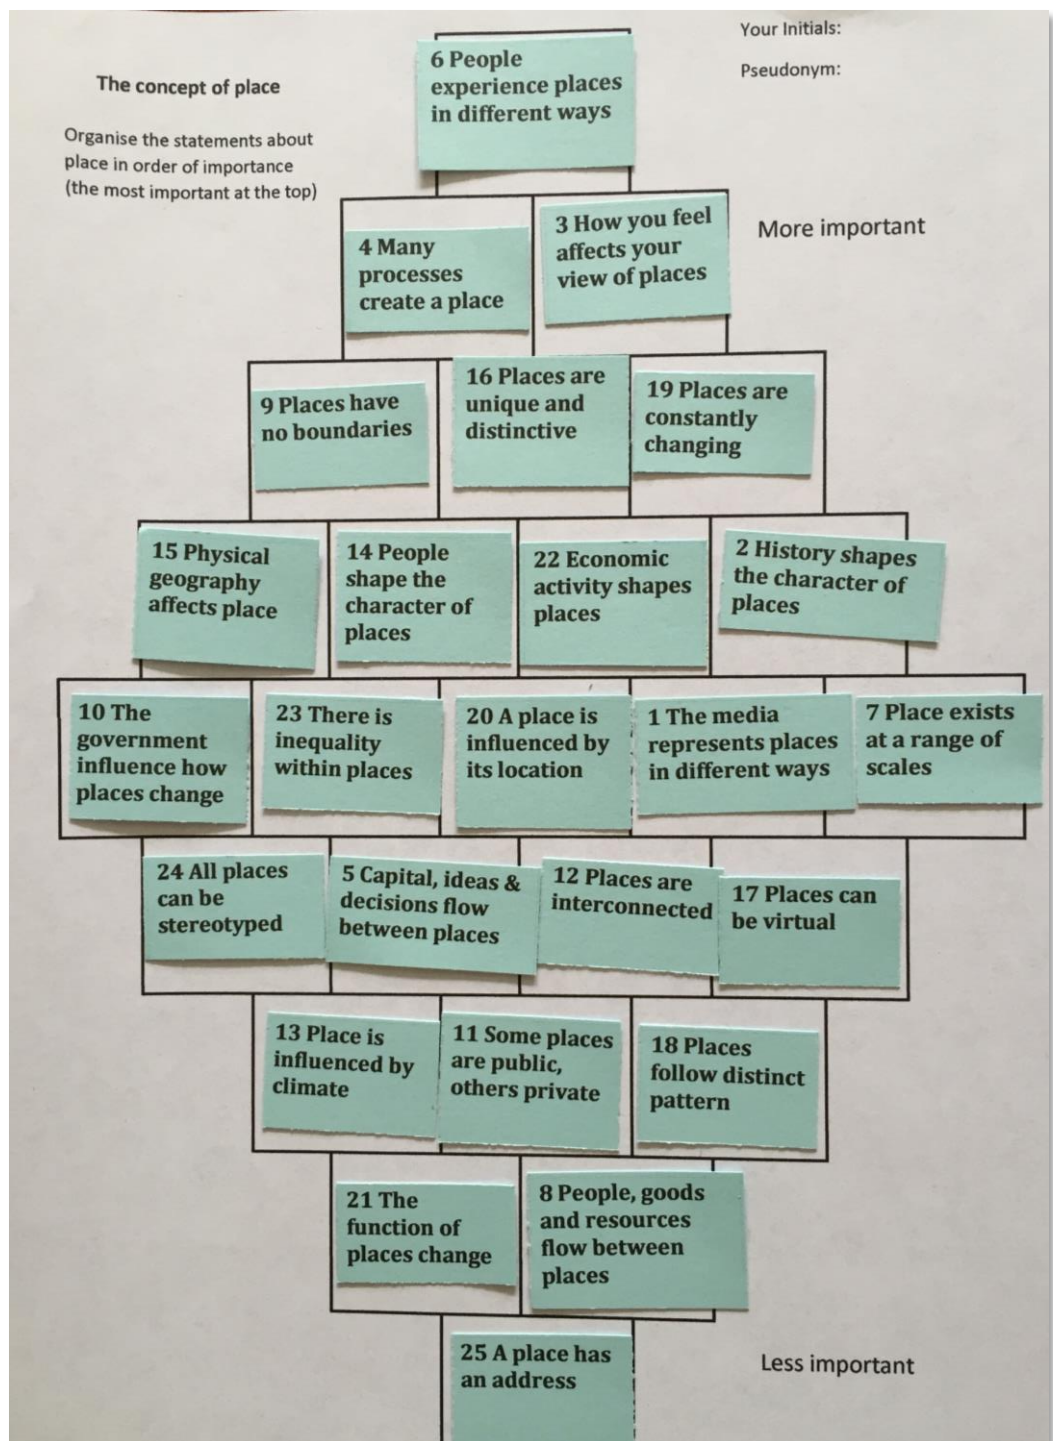 Your Initials:
Pseudonym:
The concept of place
Organise the statements about
place in order of importance
(the most important at the top)
6 People
experience places
in different ways
More important
4 Many
processes
create a place
3 How you feel
affects your
view of places
9 Places have
no boundaries
16 Places are
unique and
distinctive
19 Places are
constantly
changing
15 Physical
geography
affects place
14 People
shape the
character of
places
22 Economic
activity shapes
places
2 History shapes
the character of
places
10 The
government
influence how
places change
23 There is
inequality
within places
20 A place is
influenced by
its location
1 The media
represents places
in different ways
7 Place exists
at a range of
scales
24 All places
can be
stereotyped
5 Capital, ideas &
decisions flow
between places
12 Places are
interconnected
17 Places can
be virtual
13 Place is
influenced by
climate
11 Some places
are public,
others private
18 Places
follow distinct
pattern
21 The
function of
places change
8 People, goods
and resources
flow between
places
25 A place has
an address
Less important